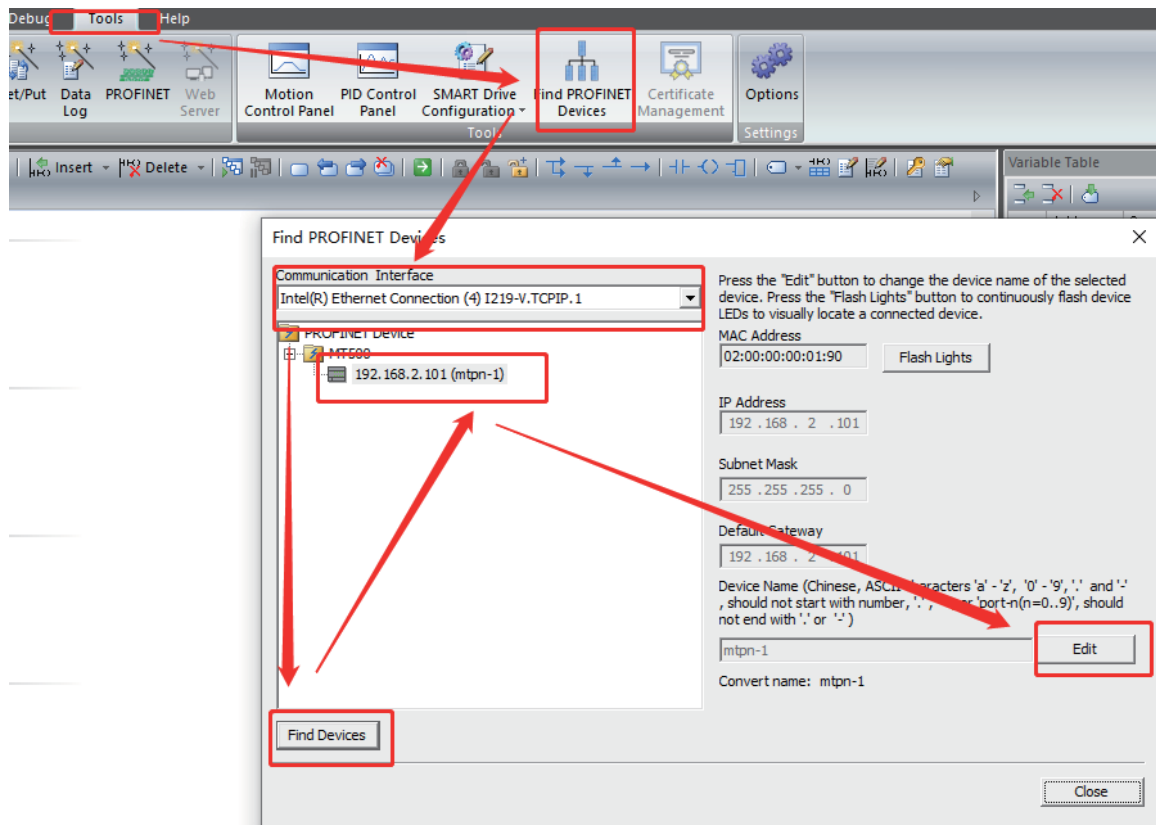 Debug Tools Help
et/Put Data Log PROFINET Web Server
Motion Control Panel PID Control Panel SMART Drive Configuration Find PROFINET Devices Certificate Management Options
Tools Settings
Insert Delete
Variable Table
Find PROFINET Devices
Communication Interface
Intel(R) Ethernet Connection (4) I219-V.TCPIP.1
PROFINET Device
MT500
192.168.2.101 (mtpn-1)
Find Devices
Press the "Edit" button to change the device name of the selected
device. Press the "Flash Lights" button to continuously flash device
LEDs to visually locate a connected device.
MAC Address
02:00:00:00:01:90 Flash Lights
IP Address
192 .168 . 2 .101
Subnet Mask
255 .255 .255 . 0
Default Gateway
192 .168 . 2 .101
Device Name (Chinese, ASCII characters 'a' - 'z', '0' - '9', '.' and '-'
, should not start with number, '.' , or 'port-n(n=0..9)', should
not end with '.' or '-' )
mtpn-1 Edit
Convert name: mtpn-1
Close